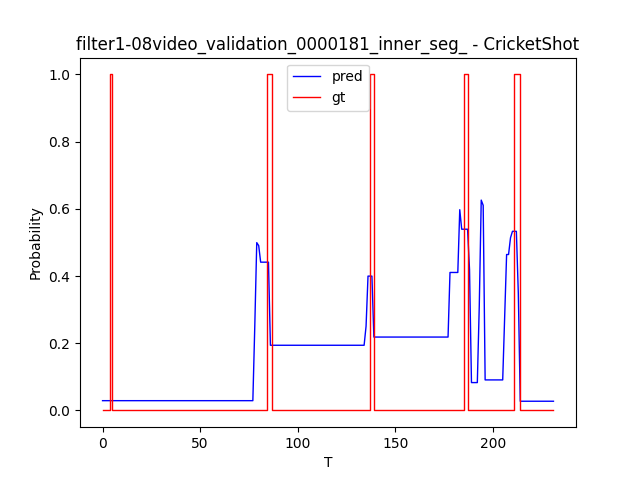 filter1-08video_validation_0000181_inner_seg_ - CricketShot
1.0
0.8
0.6
0.4
0.2
0.0
Probability
0
50
100
150
200
T
pred
gt